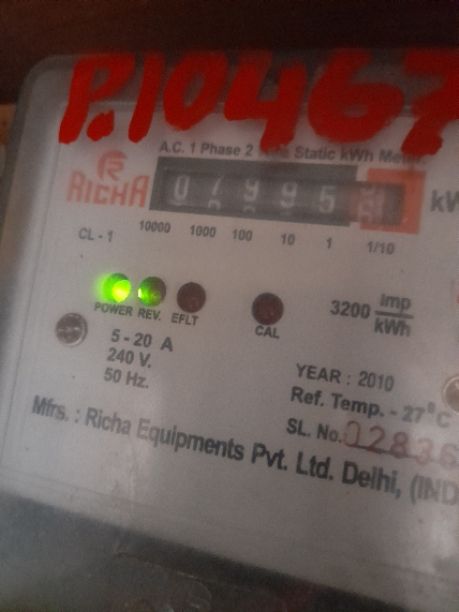 P.10467
A.C. 1 Phase 2 Static kWh Meter.
RICHA
0 7 9 9 5
kW
CL - 1
10000 1000 100 10 1 1/10
POWER REV. EFLT
CAL
3200 imp/kWh
5 - 20 A
240 V.
50 Hz.
YEAR : 2010
Ref. Temp. - 27°C
SL. No. 02836
Mfrs. : Richa Equipments Pvt. Ltd. Delhi, (IND